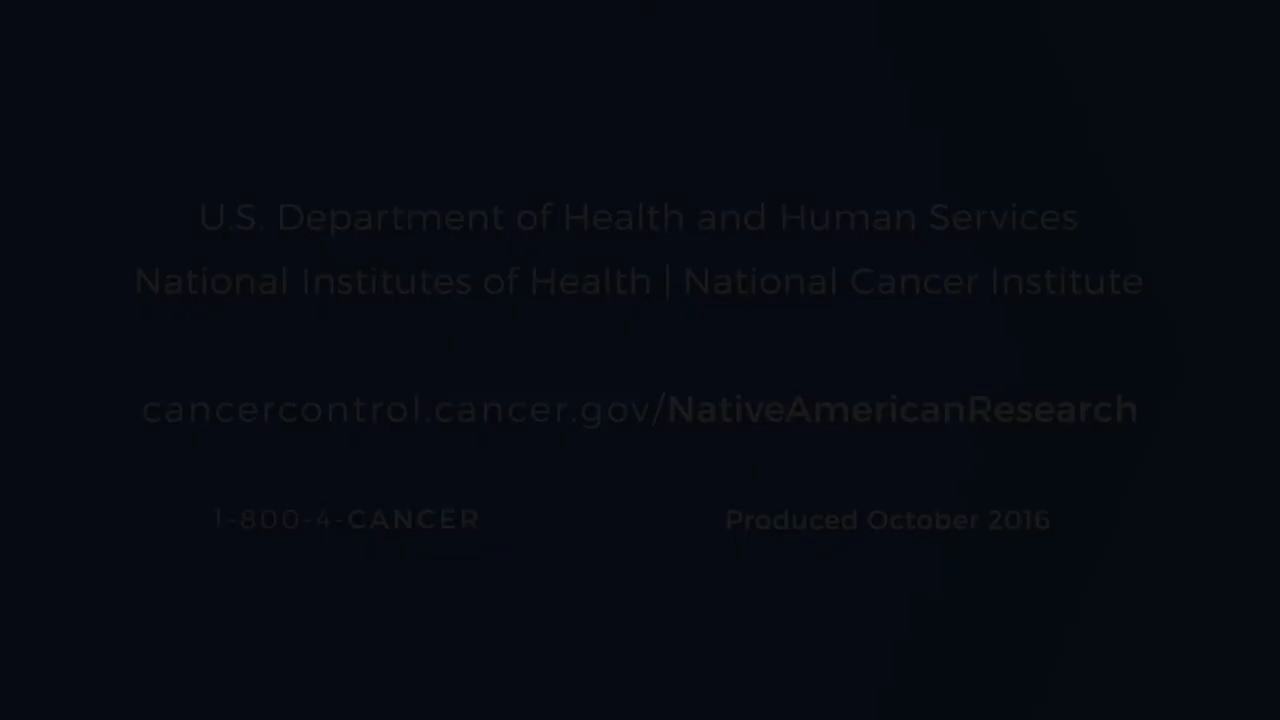 U.S. Department of Health and Human Services
National Institutes of Health | National Cancer Institute
cancercontrol.cancer.gov/NativeAmericanResearch
1-800-4-CANCER
Produced October 2016